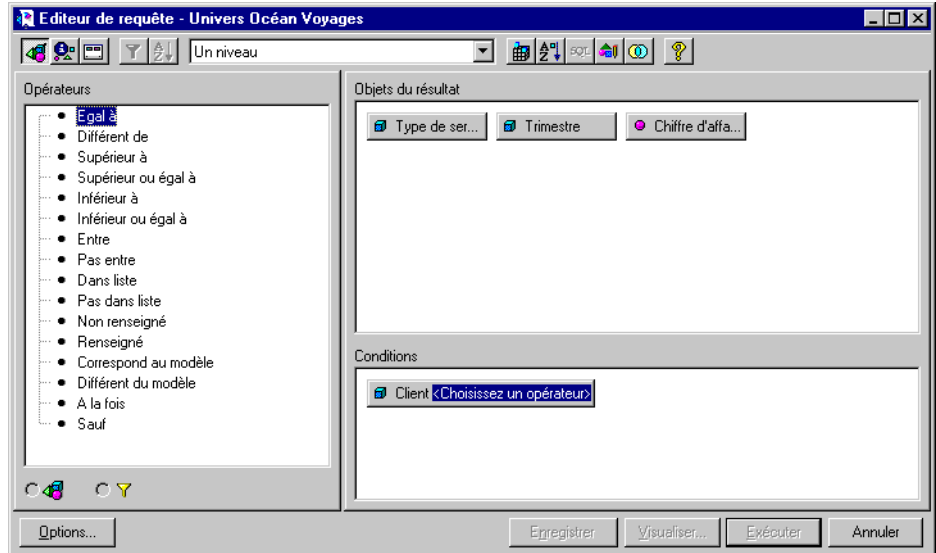 Editeur de requête - Univers Océan Voyages
Un niveau
SQL
Opérateurs
Egal à
Différent de
Supérieur à
Supérieur ou égal à
Inférieur à
Inférieur ou égal à
Entre
Pas entre
Dans liste
Pas dans liste
Non renseigné
Renseigné
Correspond au modèle
Différent du modèle
A la fois
Sauf
Objets du résultat
Type de ser...
Trimestre
Chiffre d'affa...
Conditions
Client <Choisissez un opérateur>
Options...
Enregistrer
Visualiser...
Exécuter
Annuler